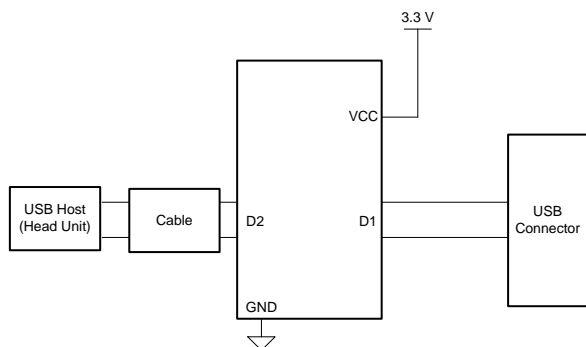 3.3 V
VCC
USB Host
(Head Unit)
Cable
D2
D1
USB
Connector
GND